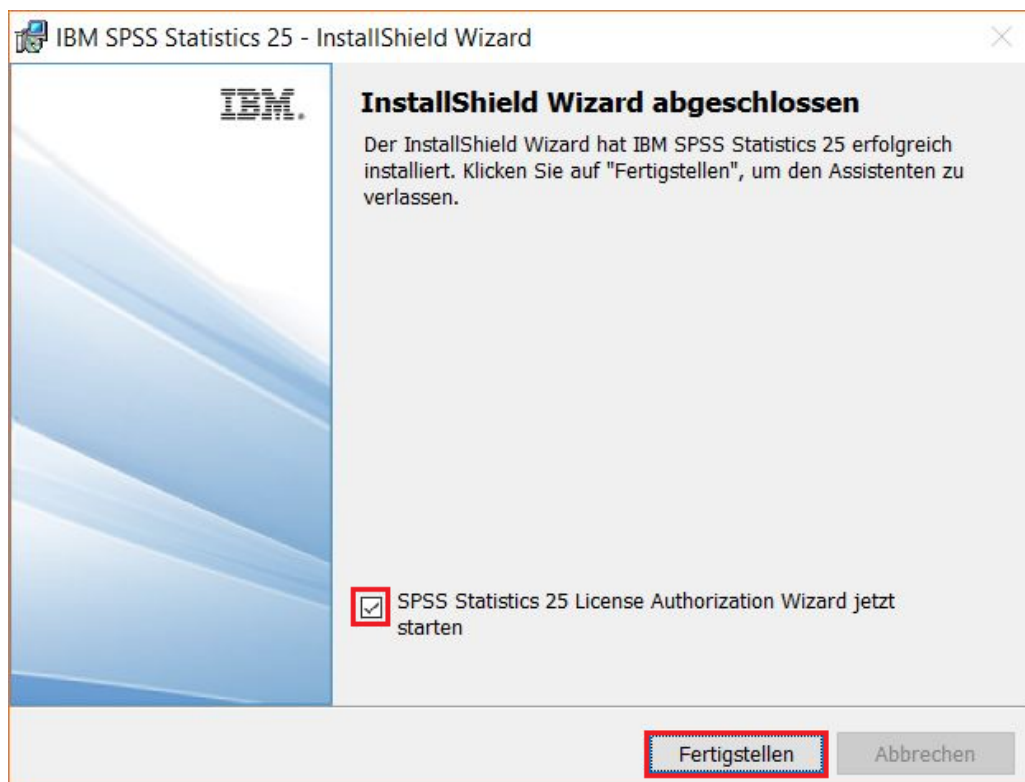 IBM SPSS Statistics 25 - InstallShield Wizard
IBM.
InstallShield Wizard abgeschlossen
Der InstallShield Wizard hat IBM SPSS Statistics 25 erfolgreich
installiert. Klicken Sie auf "Fertigstellen", um den Assistenten zu
verlassen.
SPSS Statistics 25 License Authorization Wizard jetzt
starten
Fertigstellen
Abbrechen